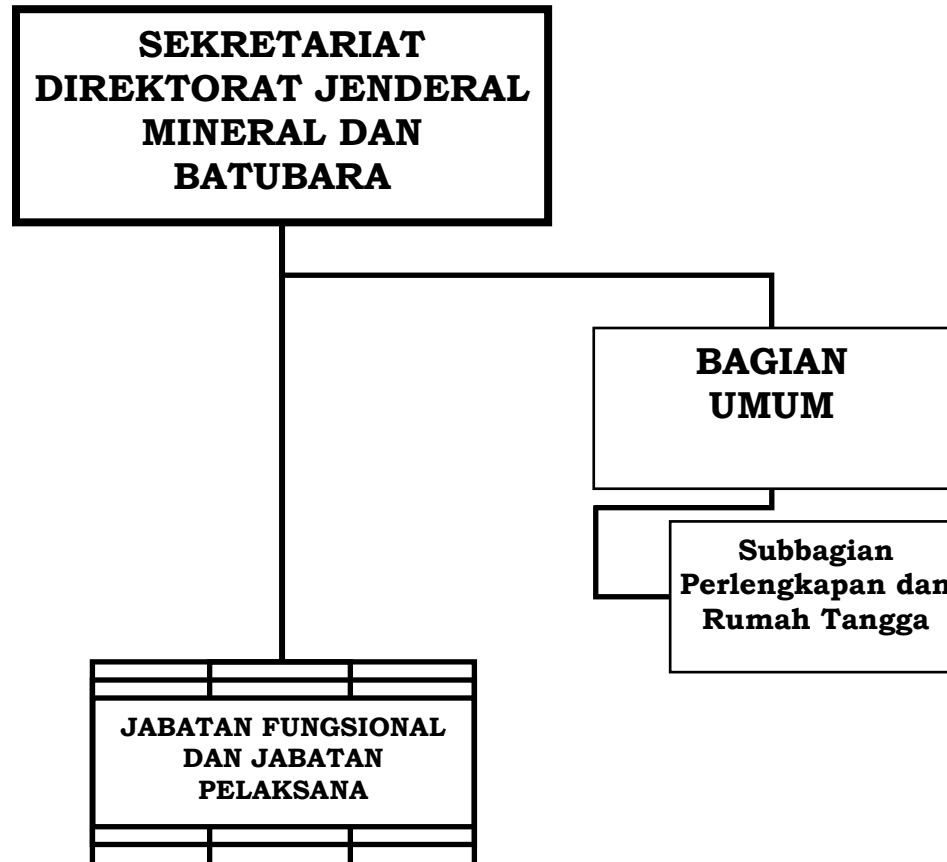 SEKRETARIAT
DIREKTORAT JENDERAL
MINERAL DAN
BATUBARA
BAGIAN
UMUM
Subbagian
Perlengkapan dan
Rumah Tangga
JABATAN FUNGSIONAL
DAN JABATAN
PELAKSANA